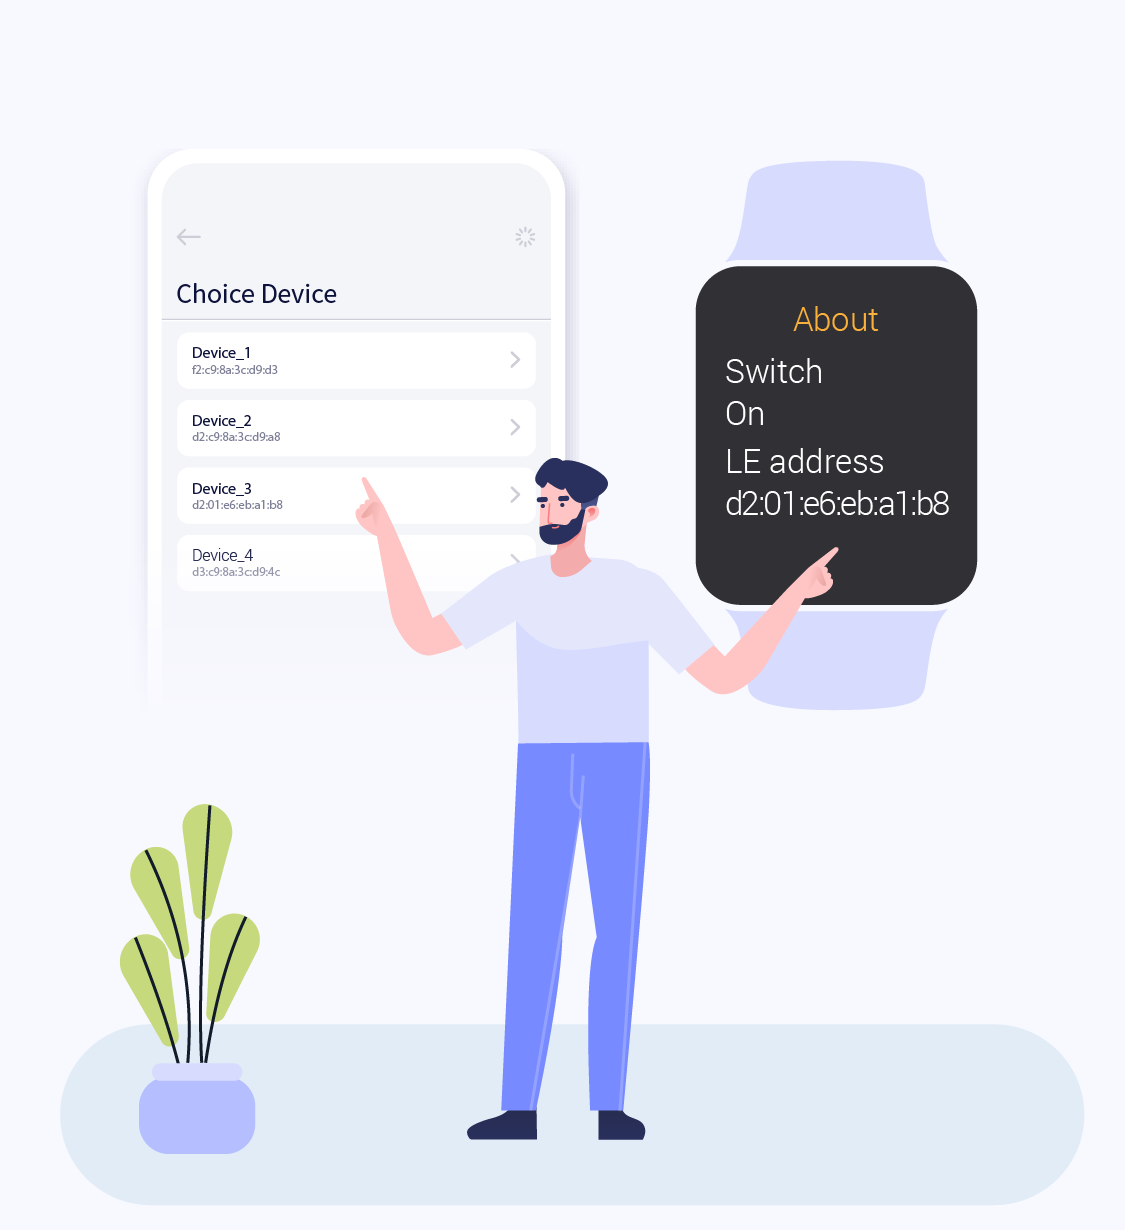 Choice Device
Device_1
f2:c9:8a:3c:d9:d3
Device_2
d2:c9:8a:3c:d9:a8
Device_3
d2:01:e6:eb:a1:b8
Device_4
d3:c9:8a:3c:d9:4c
About
Switch
On
LE address
d2:01:e6:eb:a1:b8